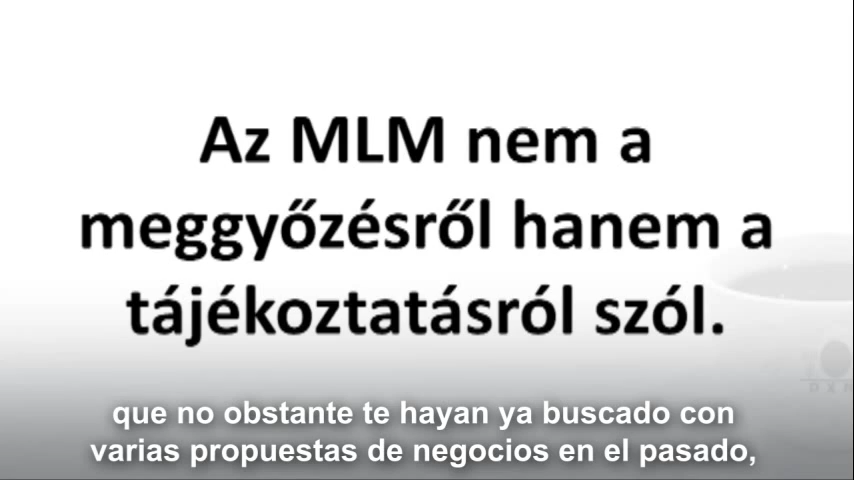 Az MLM nem a
meggyőzésről hanem a
tájékoztatásról szól.
DXN
que no obstante te hayan ya buscado con
varias propuestas de negocios en el pasado,